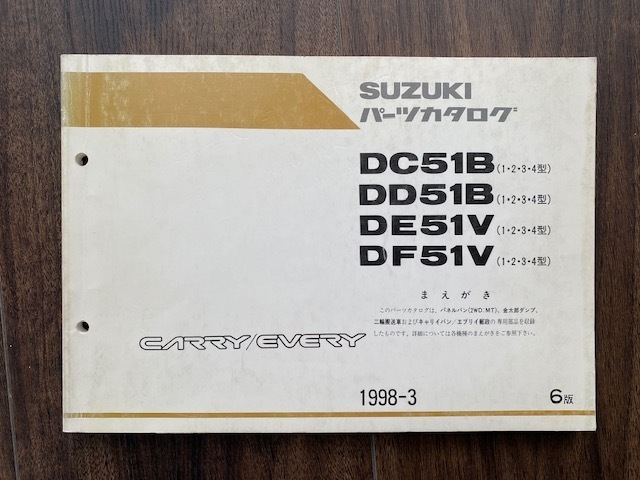 SUZUKI
パーツカタログ
DC51B(1・2・3・4型)
DD51B(1・2・3・4型)
DE51V(1・2・3・4型)
DF51V(1・2・3・4型)
まえがき
このパーツカタログは、パネルバン(2WD:MT)、金太郎ダンプ、
二輪搬送車およびキャリイバン/エブリイ郵政の専用部品を収録
したものです。詳細については各機種のまえがきをご参照下さい。
CARRY/EVERY
1998-3
6版